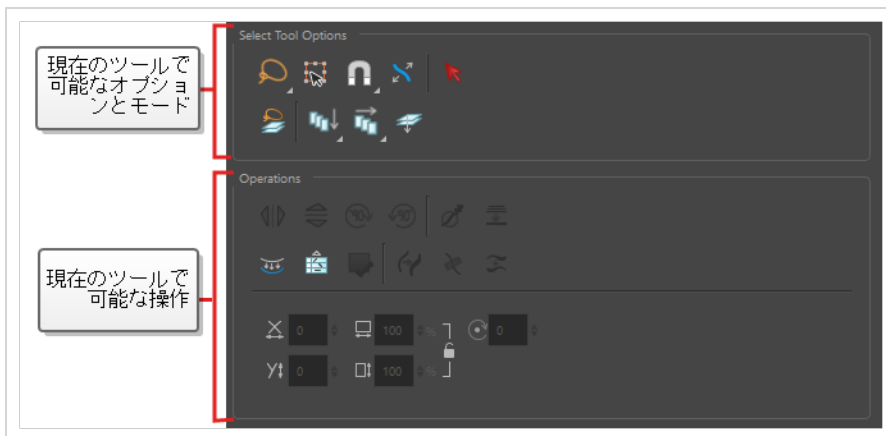 現在のツールで
可能なオプショ
ンとモード
Select Tool Options
現在のツールで
可能な操作
Operations
90 90
X 0 100 % 0
Y 0 100 %